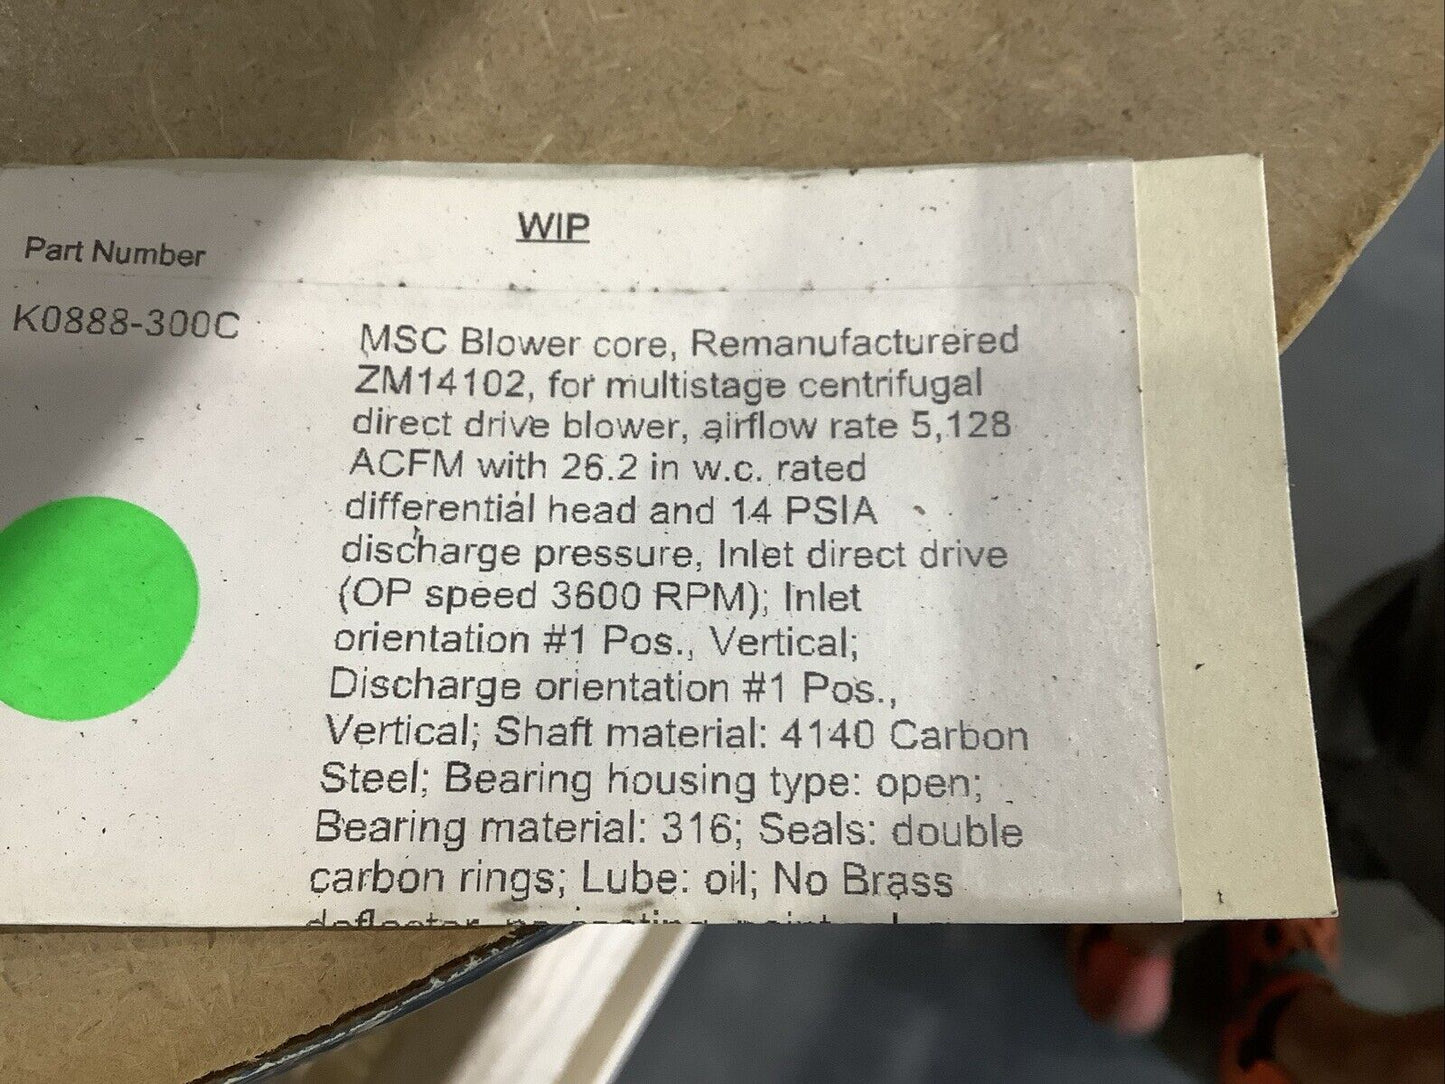 WIP
Part Number
K0888-300C
MSC Blower core, Remanufacturered
ZM14102, for multistage centrifugal
direct drive blower, airflow rate 5,128
ACFM with 26.2 in w.c. rated
differential head and 14 PSIA
discharge pressure, Inlet direct drive
(OP speed 3600 RPM); Inlet
orientation #1 Pos., Vertical;
Discharge orientation #1 Pos.,
Vertical; Shaft material: 4140 Carbon
Steel; Bearing housing type: open;
Bearing material: 316; Seals: double
carbon rings; Lube: oil; No Brass
deflector, no